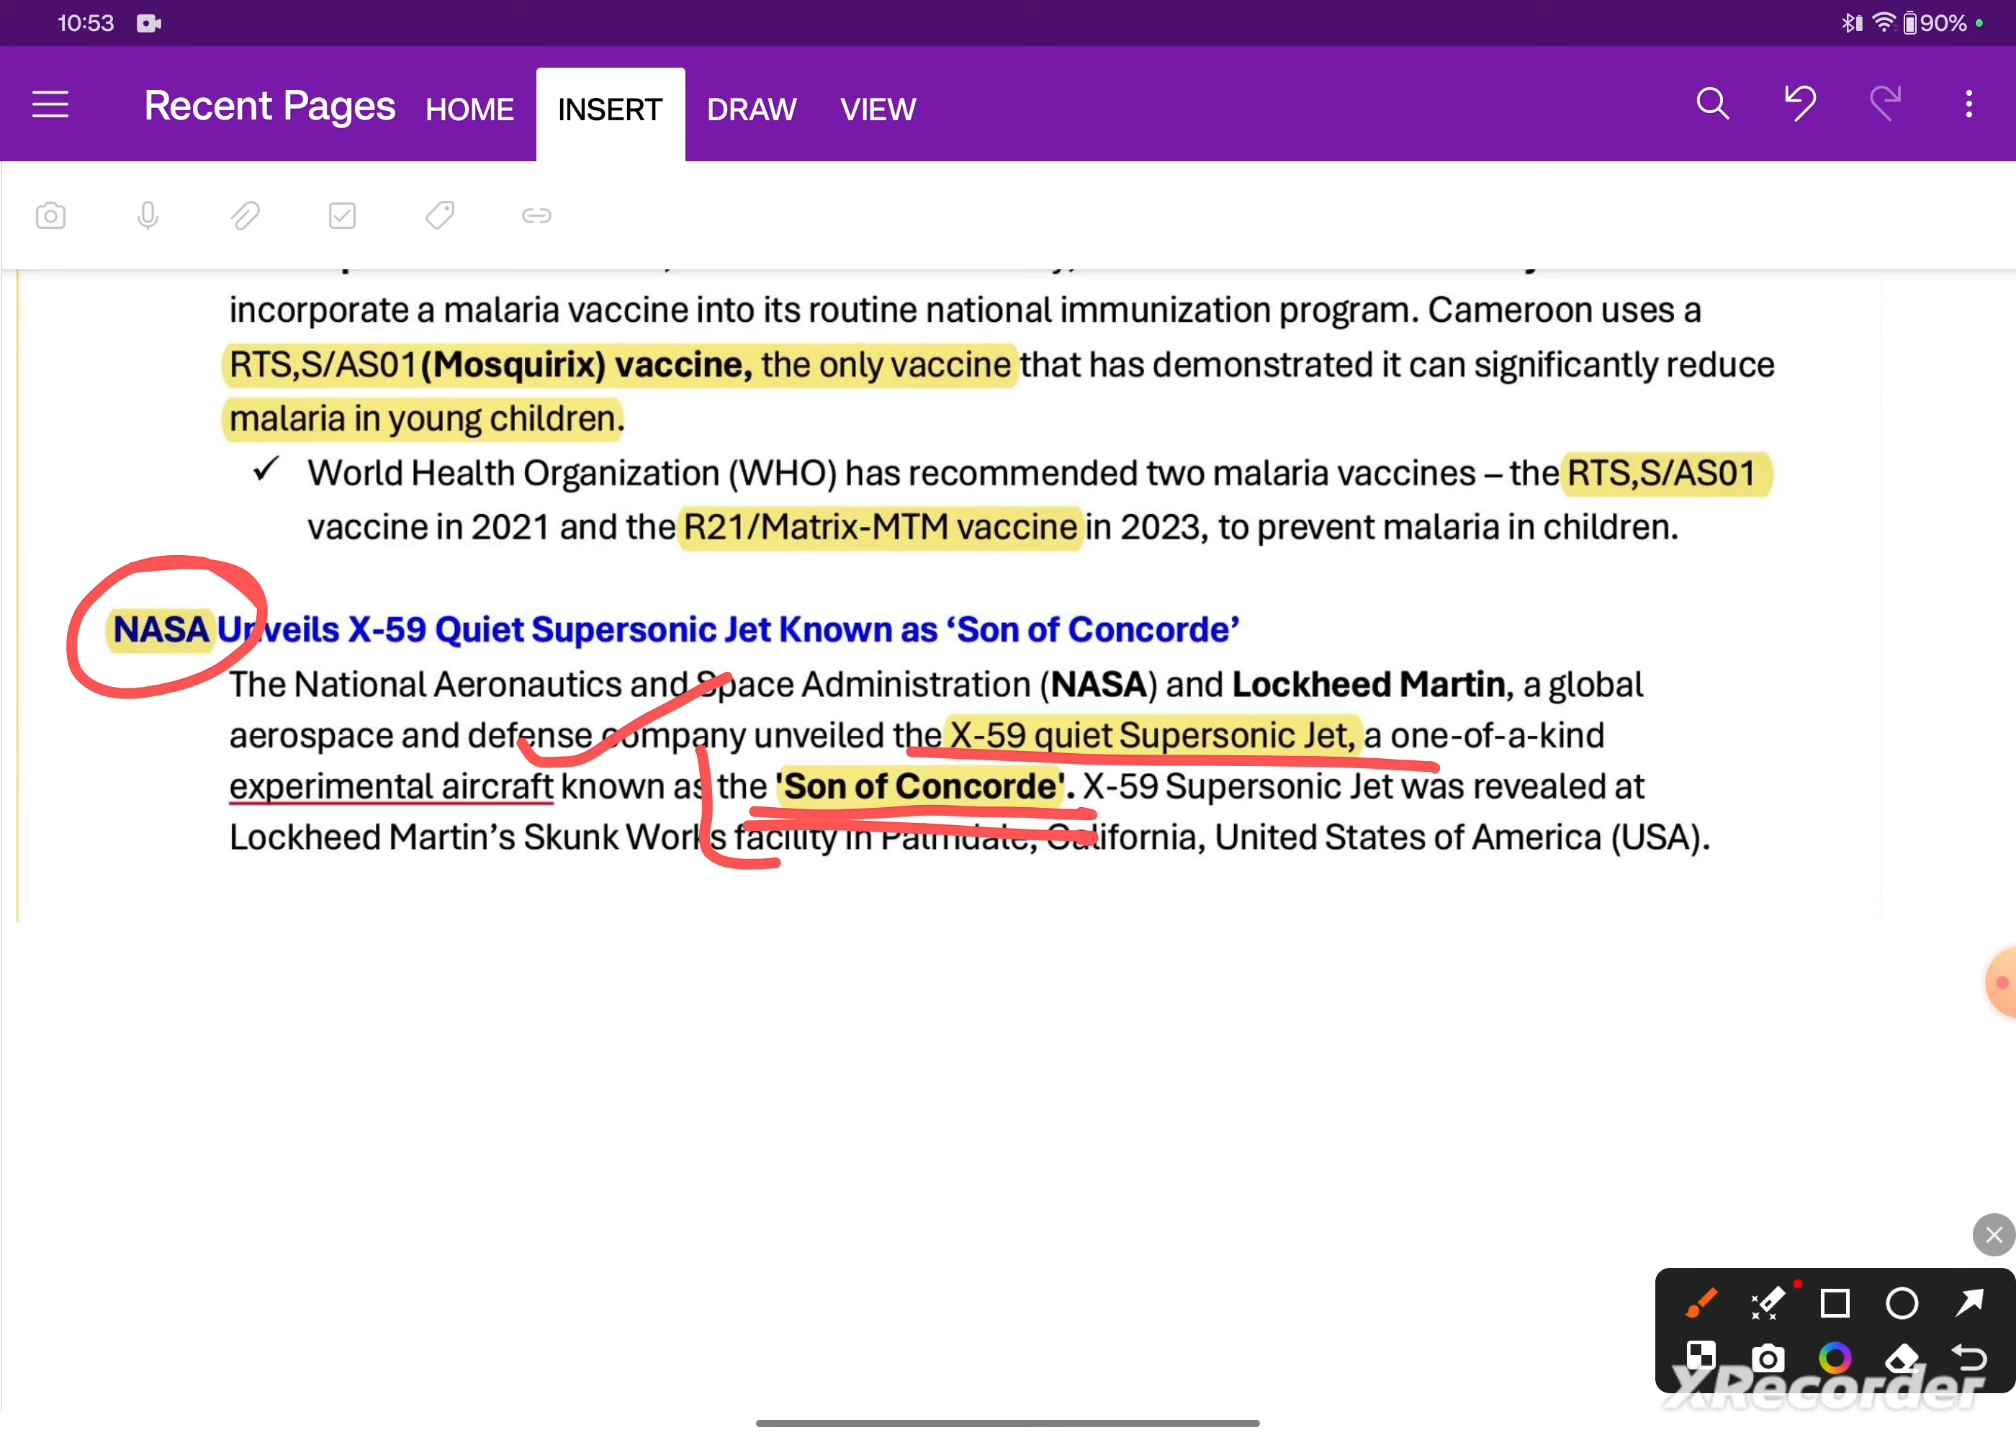 10:53
90%
Recent Pages HOME INSERT DRAW VIEW
incorporate a malaria vaccine into its routine national immunization program. Cameroon uses a
RTS,S/AS01(Mosquirix) vaccine, the only vaccine that has demonstrated it can significantly reduce
malaria in young children.
✓ World Health Organization (WHO) has recommended two malaria vaccines – the RTS,S/AS01
vaccine in 2021 and the R21/Matrix-MTM vaccine in 2023, to prevent malaria in children.
NASA Unveils X-59 Quiet Supersonic Jet Known as ‘Son of Concorde’
The National Aeronautics and Space Administration (NASA) and Lockheed Martin, a global
aerospace and defense company unveiled the X-59 quiet Supersonic Jet, a one-of-a-kind
experimental aircraft known as the 'Son of Concorde'. X-59 Supersonic Jet was revealed at
Lockheed Martin’s Skunk Works facility in Palmdale, California, United States of America (USA).
XRecorder